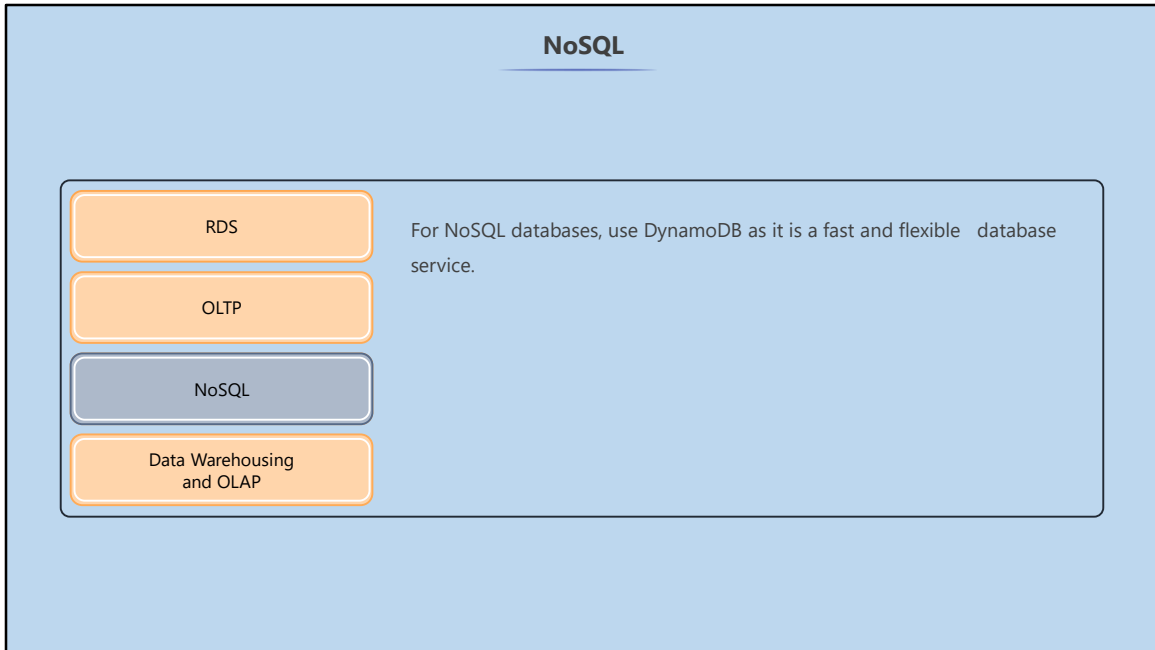 NoSQL
RDS
OLTP
NoSQL
Data Warehousing
and OLAP
For NoSQL databases, use DynamoDB as it is a fast and flexible database
service.